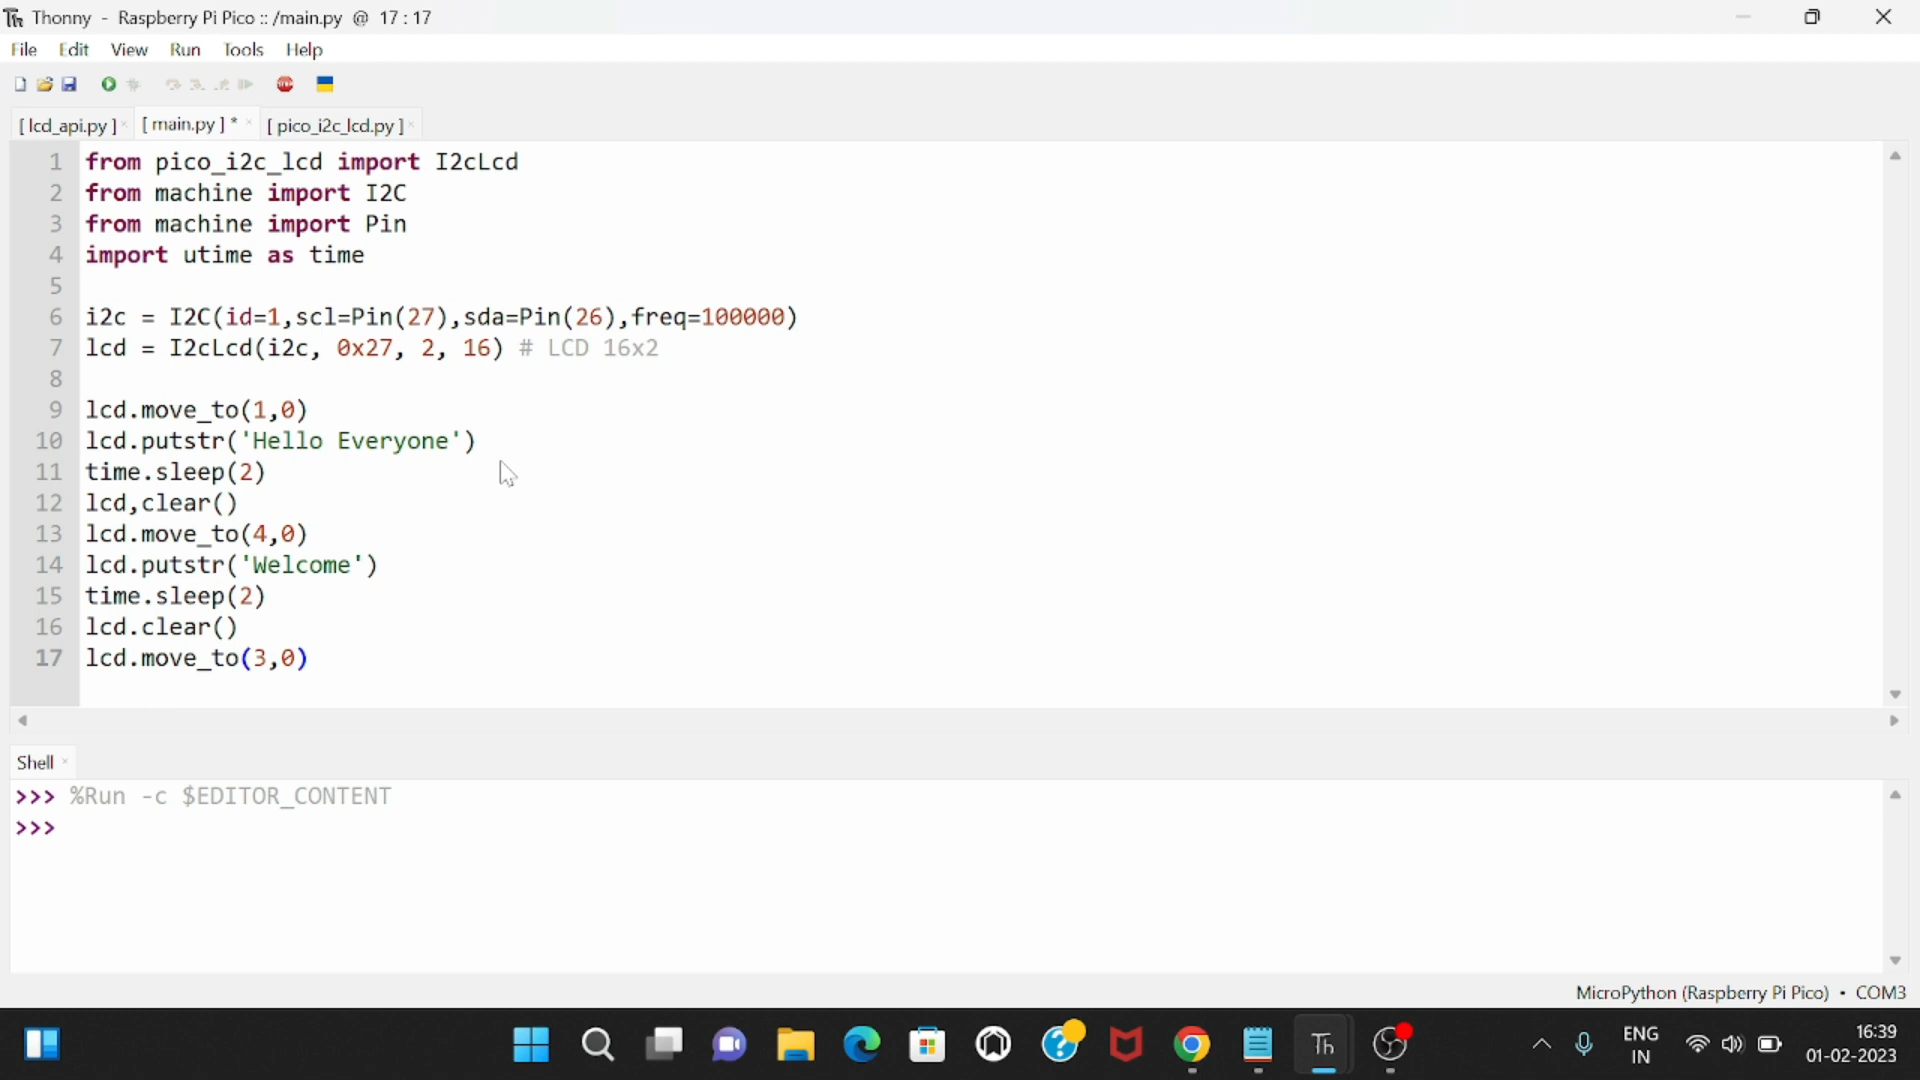 Thonny - Raspberry Pi Pico :: /main.py @ 17 : 17
File Edit View Run Tools Help
[ lcd_api.py ] [ main.py ] * [ pico_i2c_lcd.py ]
1 from pico_i2c_lcd import I2cLcd
2 from machine import I2C
3 from machine import Pin
4 import utime as time
5
6 i2c = I2C(id=1,scl=Pin(27),sda=Pin(26),freq=100000)
7 lcd = I2cLcd(i2c, 0x27, 2, 16) # LCD 16x2
8
9 lcd.move_to(1,0)
10 lcd.putstr('Hello Everyone')
11 time.sleep(2)
12 lcd,clear()
13 lcd.move_to(4,0)
14 lcd.putstr('Welcome')
15 time.sleep(2)
16 lcd.clear()
17 lcd.move_to(3,0)
Shell
>>> %Run -c $EDITOR_CONTENT
>>>
MicroPython (Raspberry Pi Pico) • COM3
Th
ENG
IN
16:39
01-02-2023